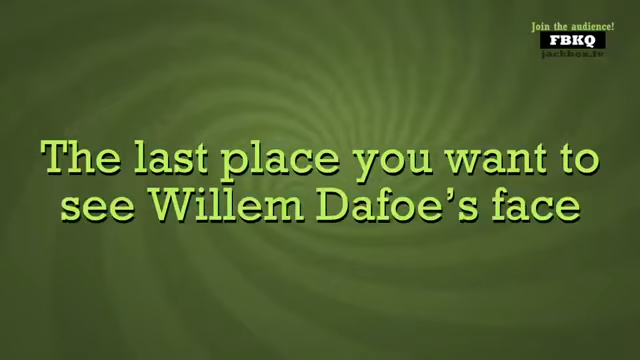 Join the audience!
FBKQ
jackbox.tv
The last place you want to
see Willem Dafoe's face